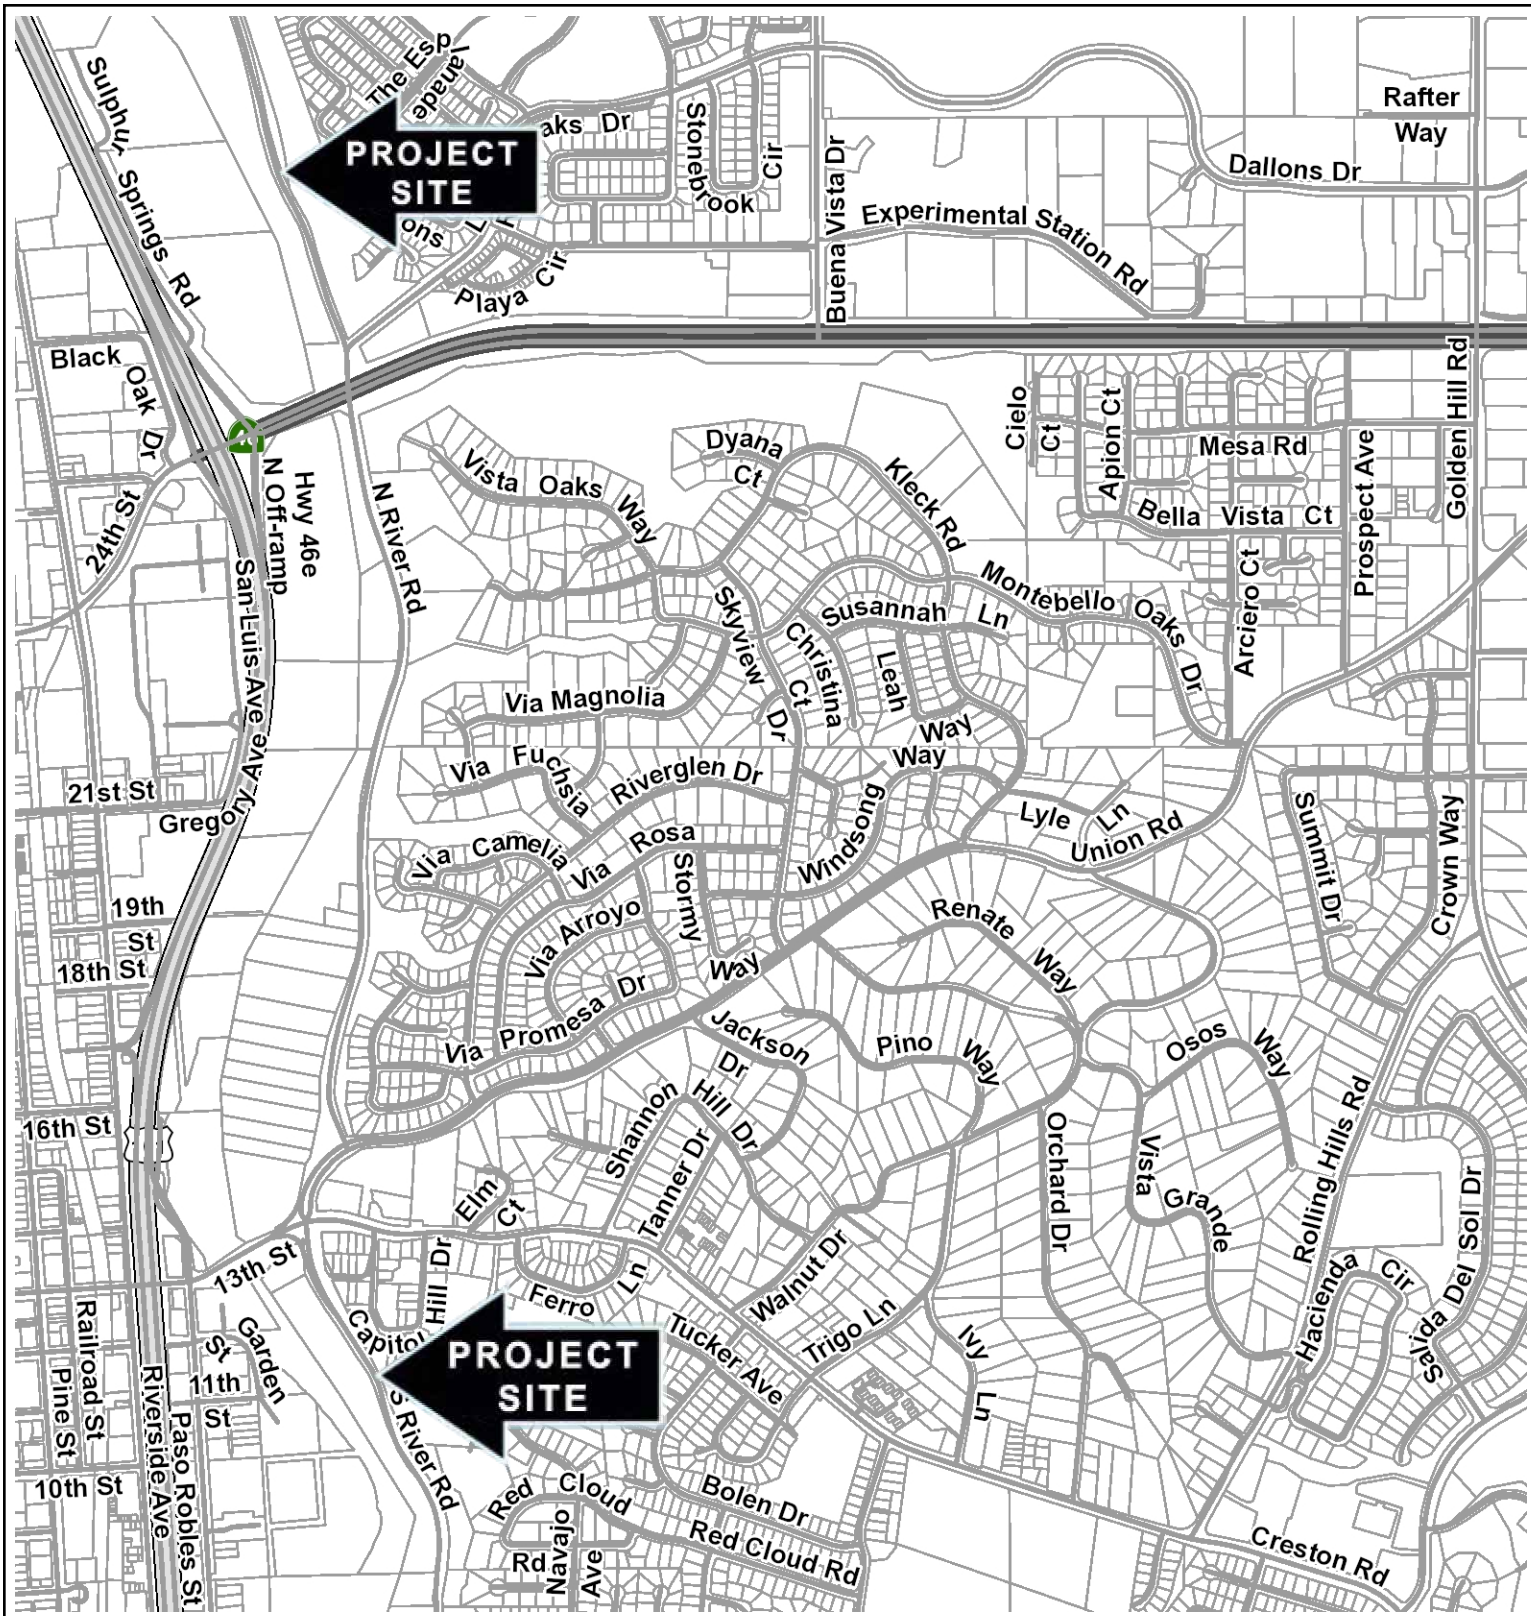 The Esp
lanade
Sulphur
Springs Rd
PROJECT
SITE
aks Dr
Stonebrook
Cir
ons
Playa Cir
Buena Vista Dr
Rafter
Way
Dallons Dr
Experimental Station Rd
Black
Oak
Dr
24th St
N Off-ramp
Hwy 46e
San Luis Ave
N River Rd
Vista Oaks
Way
Dyana
Ct
Kleck Rd
Cielo
Ct
Apion Ct
Mesa Rd
Bella Vista Ct
Prospect Ave
Golden Hill Rd
Arciero Ct
Montebello Oaks
Dr
Susannah Ln
Skyview
Ct
Dr
Christina
Leah
Way
Way
Via Magnolia
Via Fuchsia
Riverglen Dr
21st St
Gregory Ave
Via Camelia
Via Rosa
Windsong
Lyle Ln
Union Rd
Summit Dr
Crown Way
19th
St
18th St
Via Arroyo
Stormy
Way
Renate
Way
Via Promesa Dr
Jackson
Dr
Pino Way
Osos Way
16th St
Shannon
Hill
Dr
Tanner Dr
Orchard Dr
Vista
Grande
Rolling Hills Rd
Elm
Ct
13th St
Hill Dr
Capitol
Ferro
Ln
Walnut Dr
Trigo Ln
Tucker Ave
Ivy
Ln
Hacienda
Cir
Salida Del Sol Dr
PROJECT
SITE
Garden
St
11th
St
Railroad St
Pine St
Riverside Ave
Paso Robles St
10th St
S River Rd
Red Cloud
Rd
Navajo
Ave
Bolen Dr
Red Cloud Rd
Creston Rd